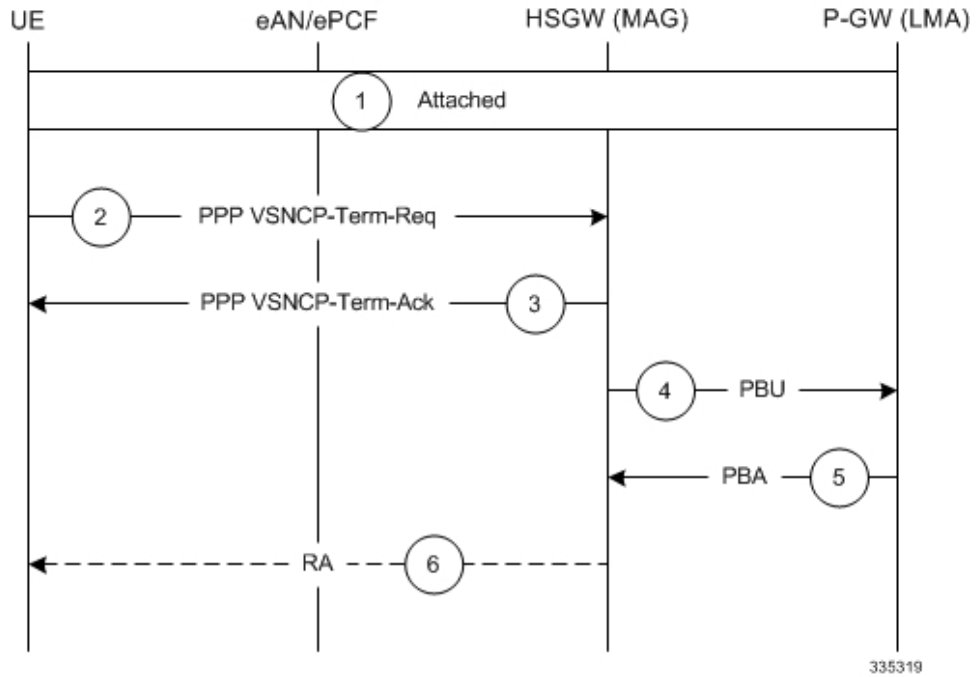 UE eAN/ePCF HSGW (MAG) P-GW (LMA)
1 Attached
2 PPP VSNCP-Term-Req
PPP VSNCP-Term-Ack 3
4 PBU
PBA 5
RA 6
335319